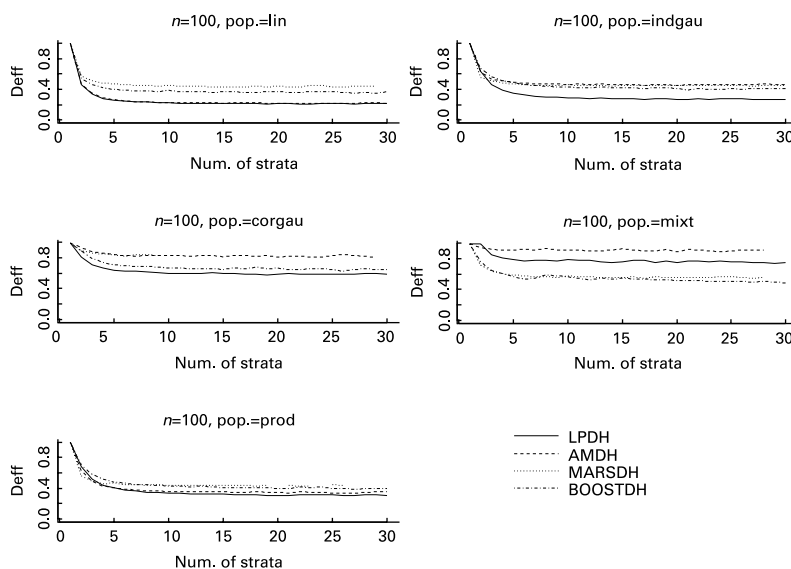 n=100, pop.=lin
Deff
0.0 0.4 0.8
0 5 10 15 20 25 30
Num. of strata
n=100, pop.=indgau
Deff
0.0 0.4 0.8
0 5 10 15 20 25 30
Num. of strata
n=100, pop.=corgau
Deff
0.0 0.4 0.8
0 5 10 15 20 25 30
Num. of strata
n=100, pop.=mixt
Deff
0.0 0.4 0.8
0 5 10 15 20 25 30
Num. of strata
n=100, pop.=prod
Deff
0.0 0.4 0.8
0 5 10 15 20 25 30
Num. of strata
LPDH
AMDH
MARSDH
BOOSTDH